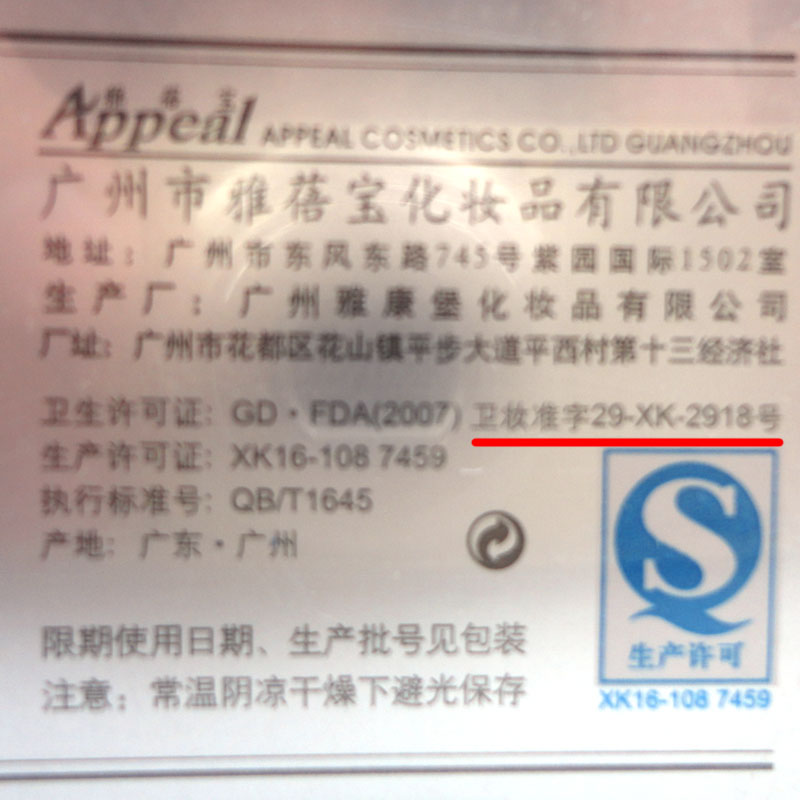 雅蓓宝
Appeal APPEAL COSMETICS CO.,LTD GUANGZHOU
广州市雅蓓宝化妆品有限公司
地址：广州市东风东路745号紫园国际1502室
生产厂：广州雅康堡化妆品有限公司
厂址：广州市花都区花山镇平步大道平西村第十三经济社
卫生许可证：GD·FDA(2007) 卫妆准字29-XK-2918号
生产许可证：XK16-108 7459
执行标准号：QB/T1645
产地：广东·广州
生产许可
XK16-108 7459
限期使用日期、生产批号见包装
注意：常温阴凉干燥下避光保存